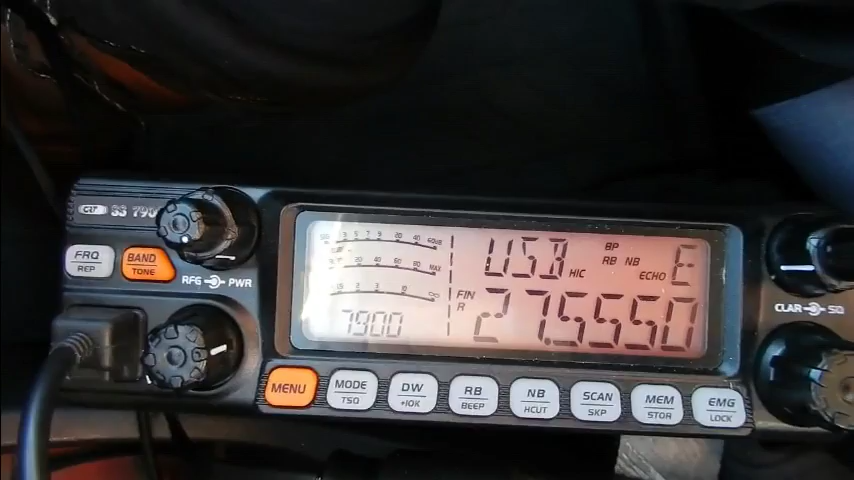 CRT SS 7900
FRQ
REP
BAND
TONE
RFG PWR
7900
USB HIC
BP
RB NB
ECHO
E
FIN
R
27.5550
CLAR SQ
MENU
MODE
TSQ
DW
+10K
RB
BEEP
NB
HCUT
SCAN
SKP
MEM
STOR
EMG
LOCK